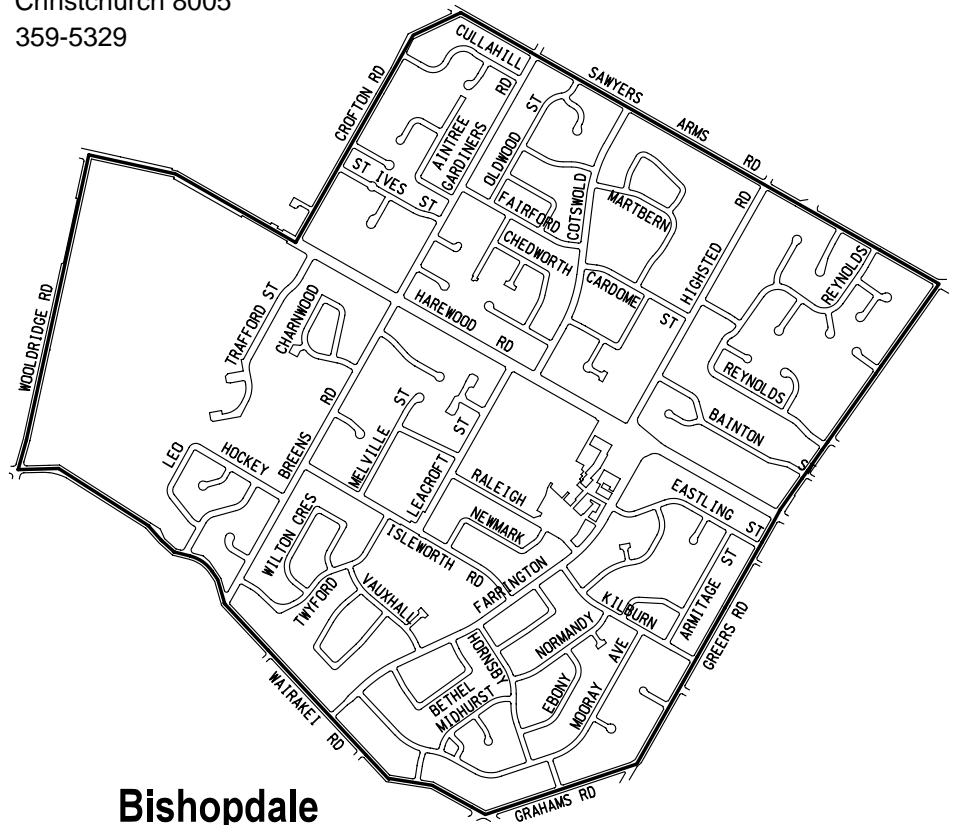 Christchurch 8005
359-5329
CULLAHILL
SAWYERS
ARMS
RD
CROFTON RD
RD
GARDINERS
AINTREE
OLDWOOD
ST
ST IVES
ST
FAIRFORD
COTSWOLD
MARTBERN
CHEDWORTH
CARDOME
ST
HIGHSTED
RD
REYNOLDS
REYNOLDS
WOOLDRIDGE RD
TRAFFORD ST
CHARNWOOD
HAREWOOD
RD
BREENS
RD
MELVILLE
ST
LEACROFT
ST
BAINTON
S
LEO
HOCKEY
RALEIGH
NEWMARK
EASTLING
ST
WILTON CRES
ISLEWORTH
RD
FARRINGTON
TWYFORD
VAUXHALL
KILBURN
ARMITAGE
ST
GREERS RD
HORNSBY
NORMANDY
AVE
MOORAY
EBONY
BETHEL
MIDHURST
WAIRAKEI
RD
GRAHAMS RD
Bishopdale